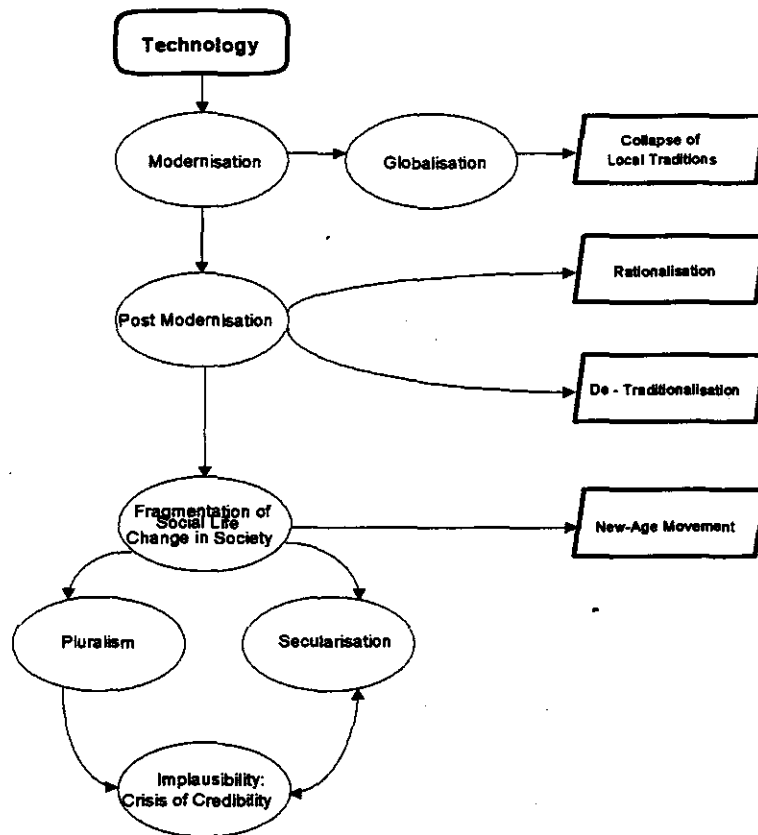 Technology
Modernisation
Globalisation
Collapse of
Local Traditions
Rationalisation
Post Modernisation
De - Traditionalisation
Fragmentation of
Social Life
Change in Society
New-Age Movement
Pluralism
Secularisation
Implausibility:
Crisis of Credibility